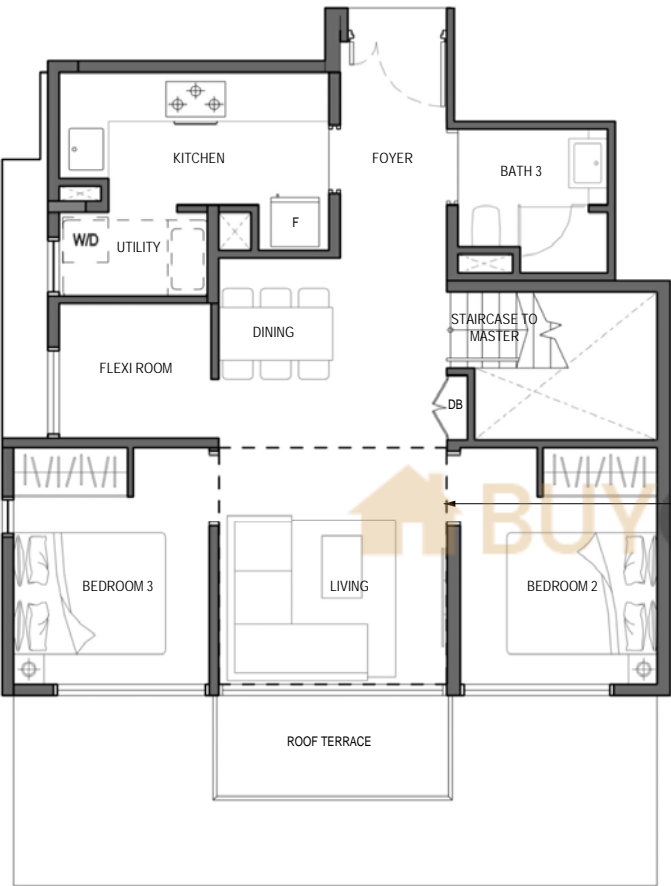 KITCHEN
FOYER
BATH 3
F
W/D
UTILITY
STAIRCASE TO
MASTER
DINING
FLEXI ROOM
DB
BUY
BEDROOM 3
LIVING
BEDROOM 2
ROOF TERRACE